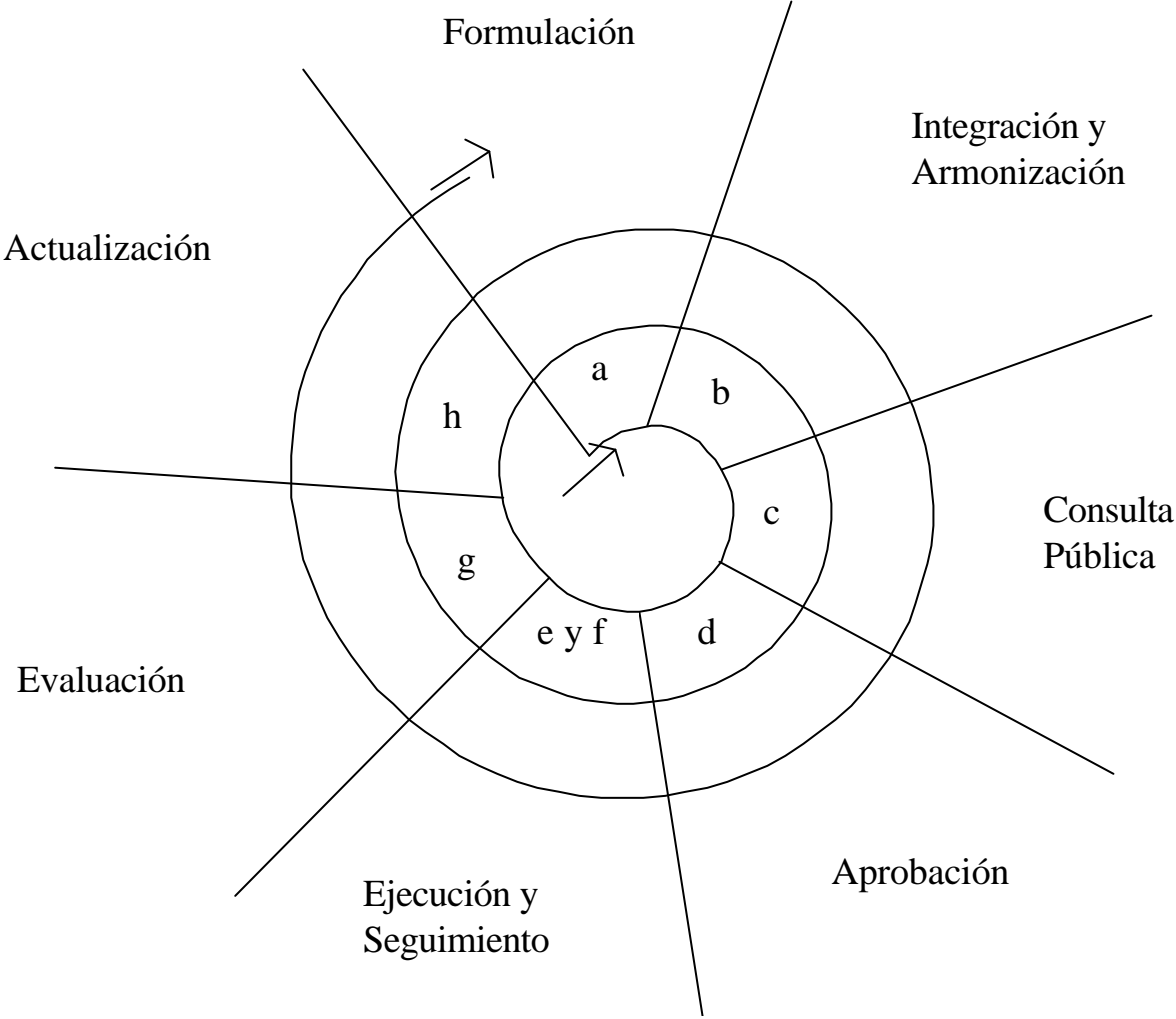 Formulación
Integración y
Armonización
Actualización
a
b
h
c
Consulta
Pública
g
e y f
d
Evaluación
Aprobación
Ejecución y
Seguimiento